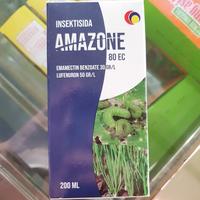 INSEKTISIDA
AMAZONE
80 EC
EMAMECTIN BENZOATE 30 GR/L
LUFENURON 50 GR/L
200 ML